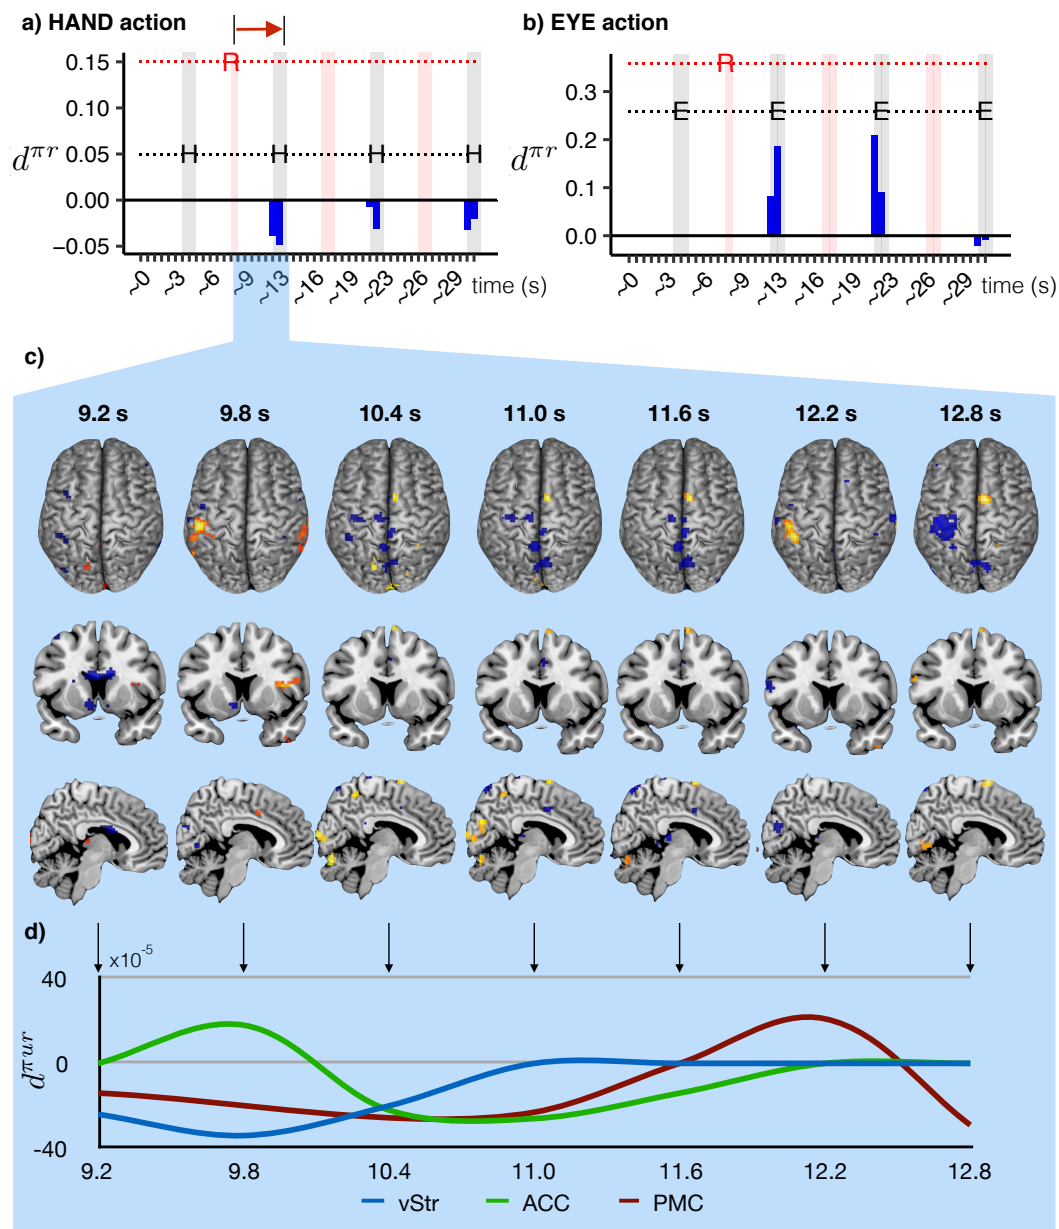 a) HAND action
0.15
R
0.10
d^{πr}
0.05
H H H H
0.00
−0.05
~0 ~3 ~6 ~9 ~13 ~16 ~19 ~23 ~26 ~29 time (s)
b) EYE action
R
0.3
E E E E
0.2
d^{πr}
0.1
0.0
~0 ~3 ~6 ~9 ~13 ~16 ~19 ~23 ~26 ~29 time (s)
c)
9.2 s 9.8 s 10.4 s 11.0 s 11.6 s 12.2 s 12.8 s
d)
x10^{-5}
40
d^{πur}
0
-40
9.2 9.8 10.4 11.0 11.6 12.2 12.8
vStr ACC PMC